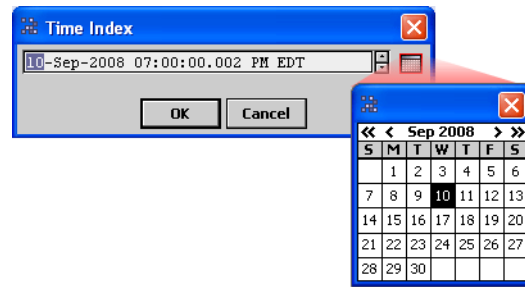 Time Index
10-Sep-2008 07:00:00.002 PM EDT
OK Cancel
« < Sep 2008 > »
S M T W T F S
1 2 3 4 5 6
7 8 9 10 11 12 13
14 15 16 17 18 19 20
21 22 23 24 25 26 27
28 29 30